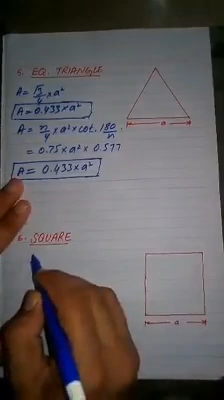 5. EQ. TRIANGLE
A = √3/4 × a²
A = 0.433 × a²
A = n/4 × a² × cot. 180/n .
= 0.75 × a² × 0.577
A = 0.433 × a²
a
6. SQUARE
a